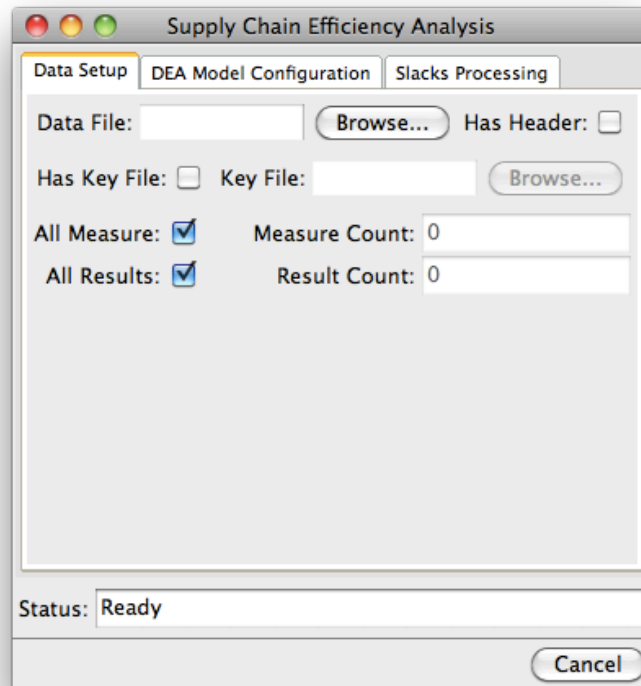 Supply Chain Efficiency Analysis
Data Setup DEA Model Configuration Slacks Processing
Data File: Browse... Has Header:
Has Key File: Key File: Browse...
All Measure: Measure Count: 0
All Results: Result Count: 0
Status: Ready
Cancel